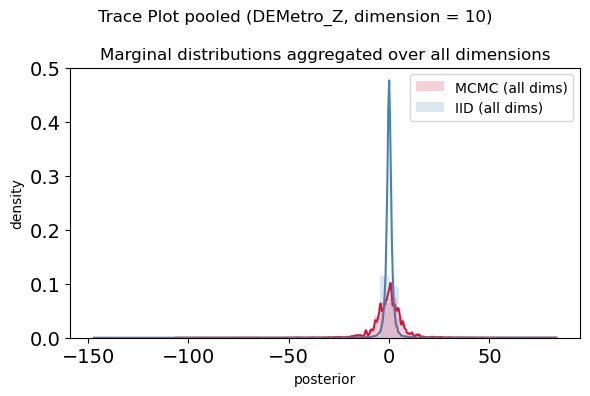 Trace Plot pooled (DEMetro_Z, dimension = 10)
Marginal distributions aggregated over all dimensions
MCMC (all dims)
IID (all dims)
density
0.5
0.4
0.3
0.2
0.1
0.0
−150
−100
−50
0
50
posterior